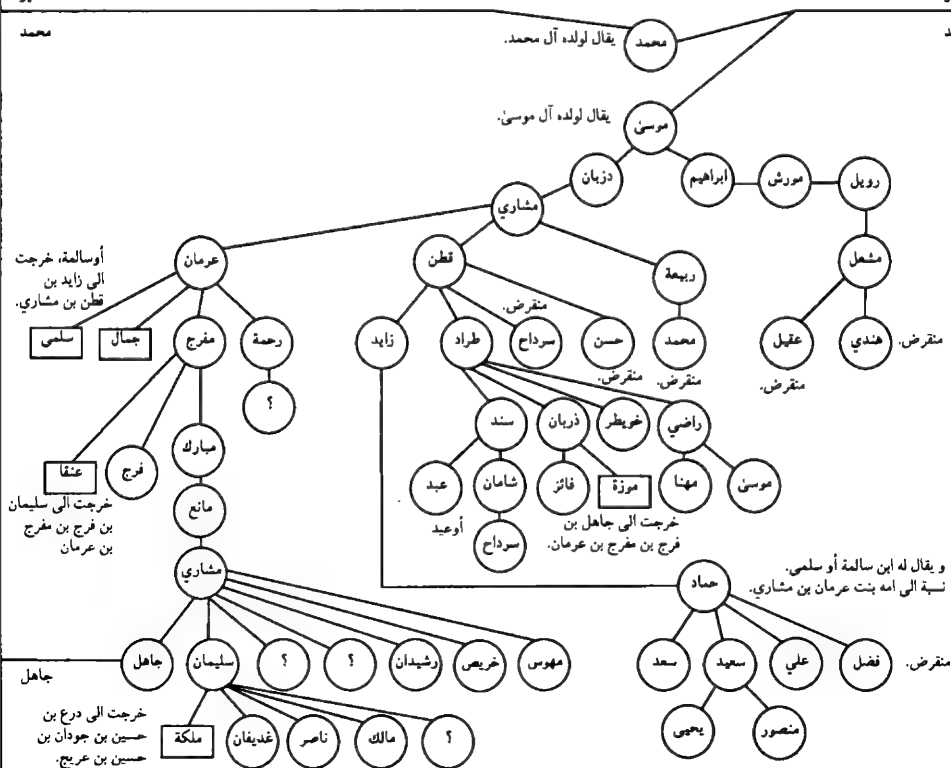 محمد
محمد
يقال لولده آل محمد.
موسىٰ
يقال لولده آل موسىٰ.
رويل
مورش
ابراهيم
دزبان
مشاري
مشعل
ربيعة
قطن
عرمان
أوسالمة، خرجت
الى زايد بن
قطن بن مشاري.
هندي
منقرض.
عقيل
منقرض.
محمد
منقرض.
حسن
منقرض.
سرداح
منقرض.
طراد
زايد
رحمة
مفرج
جمال
سلمى
؟
راضي
خويطر
ذربان
سند
مبارك
موسىٰ
مهنا
موزة
فائز
شامان
عبد
أوعيد
فرج
عنقا
خرجت الى جاهل بن
فرج بن مفرج بن عرمان.
خرجت الى سليمان
بن فرج بن مفرج
بن عرمان
مانع
سرداح
مشاري
حماد
و يقال له ابن سالمة أو سلمى.
نسبة الى امه بنت عرمان بن مشاري.
فضل
منقرض.
علي
سعيد
سعد
مهوس
خريص
رشيدان
؟
؟
سليمان
جاهل
جاهل
منصور
يحيى
؟
مالك
ناصر
غديفان
ملكة
خرجت الى درع بن
حسين بن جودان بن
حسين بن عريج.